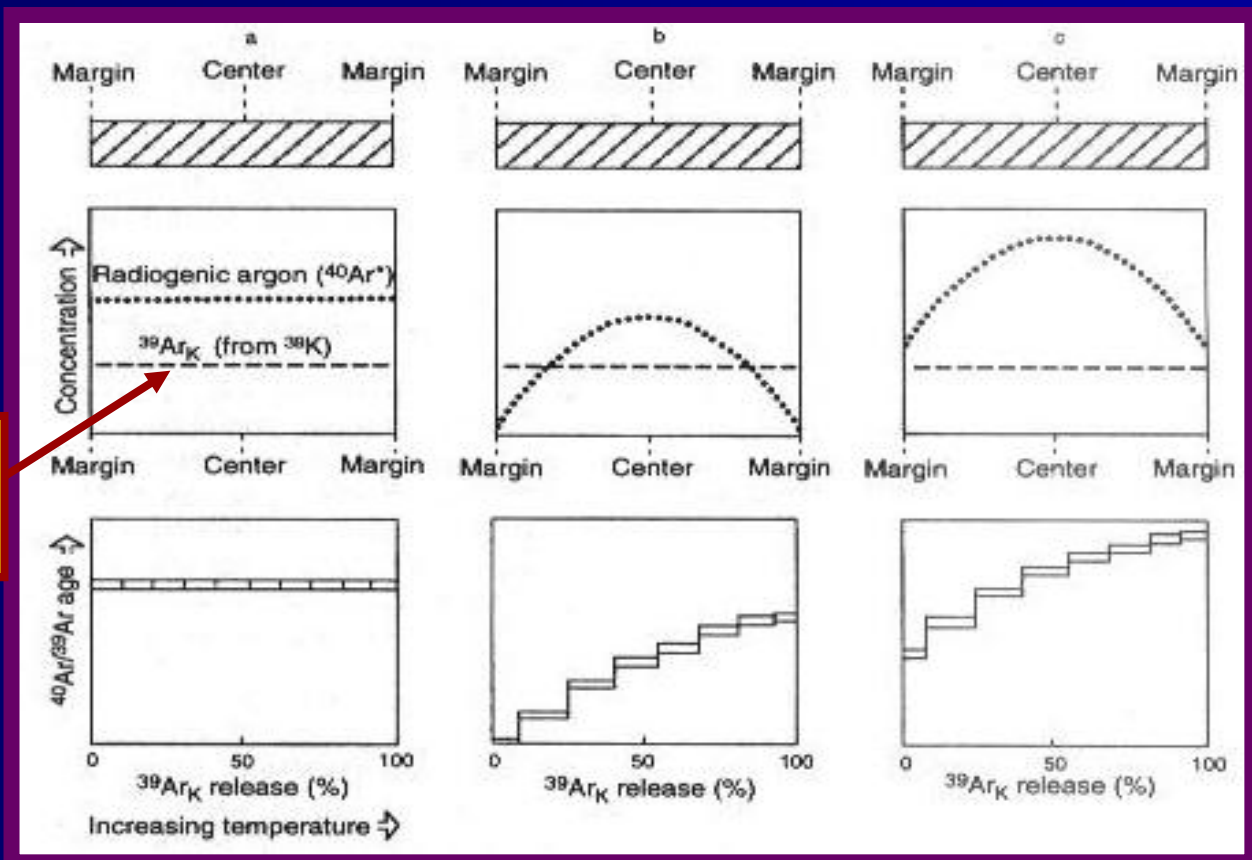 a
Margin Center Margin
b
Margin Center Margin
c
Margin Center Margin
Concentration ⇨
Radiogenic argon (⁴⁰Ar*)
³⁹Ar_K (from ³⁹K)
Margin Center Margin
Margin Center Margin
Margin Center Margin
⁴⁰Ar/³⁹Ar age ⇨
0 50 100
³⁹Ar_K release (%)
Increasing temperature ⇨
0 50 100
³⁹Ar_K release (%)
0 50 100
³⁹Ar_K release (%)